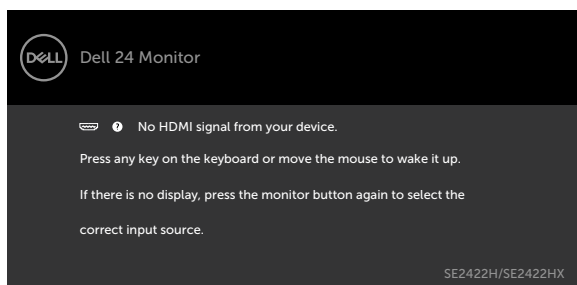 DELL Dell 24 Monitor
? No HDMI signal from your device.
Press any key on the keyboard or move the mouse to wake it up.
If there is no display, press the monitor button again to select the
correct input source.
SE2422H/SE2422HX